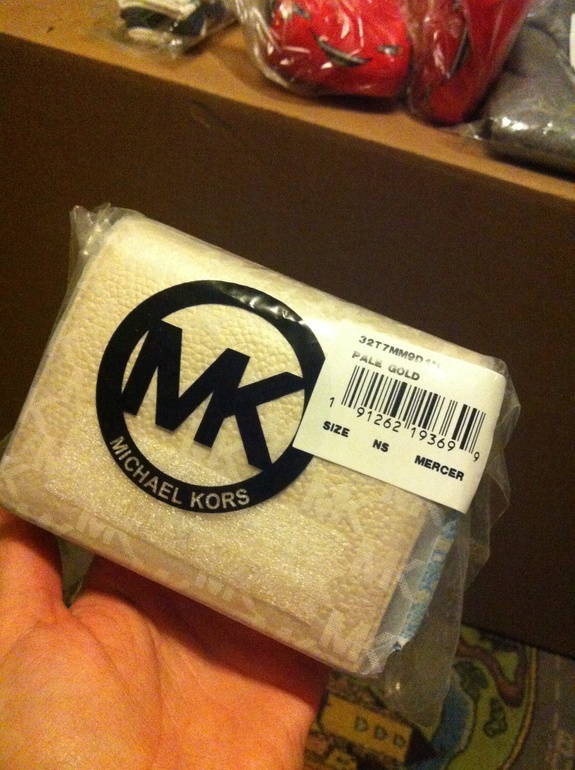 MK
MICHAEL KORS
PALE GOLD
1 91262 19369 9
SIZE NS MERCER